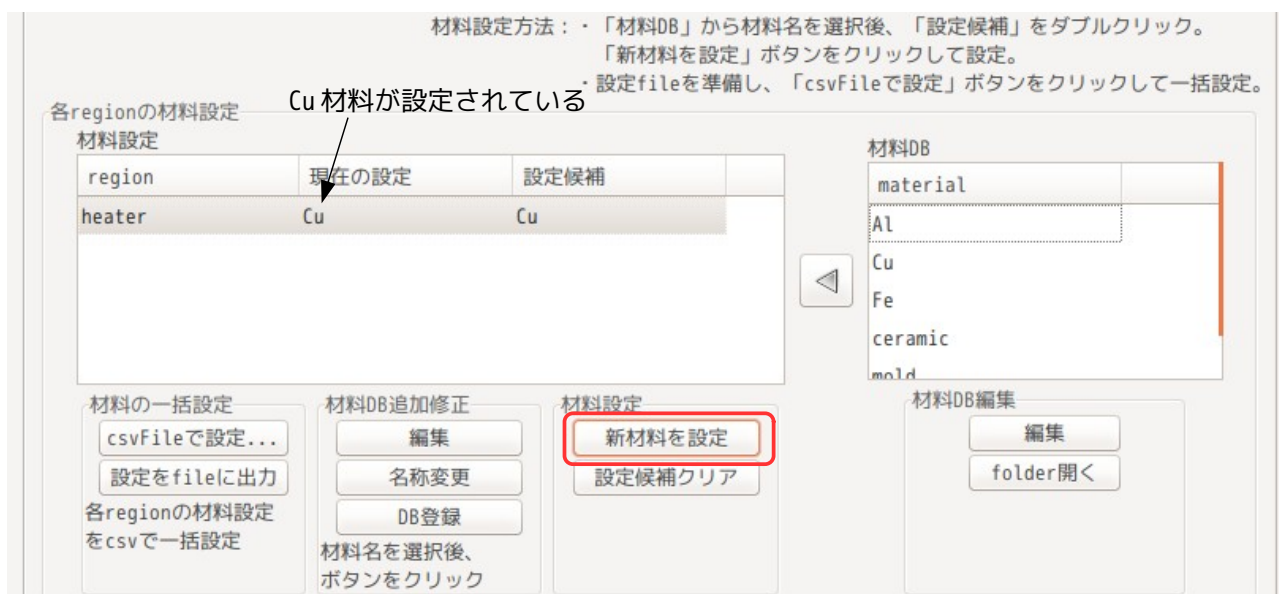 材料設定方法：・「材料DB」から材料名を選択後、「設定候補」をダブルクリック。
「新材料を設定」ボタンをクリックして設定。
・設定fileを準備し、「csvFileで設定」ボタンをクリックして一括設定。
Cu材料が設定されている
各regionの材料設定
材料設定
region 現在の設定 設定候補
heater Cu Cu
材料DB
material
Al
Cu
Fe
ceramic
mold
材料の一括設定
csvFileで設定...
設定をfileに出力
各regionの材料設定
をcsvで一括設定
材料DB追加修正
編集
名称変更
DB登録
材料名を選択後、
ボタンをクリック
材料設定
新材料を設定
設定候補クリア
材料DB編集
編集
folder開く